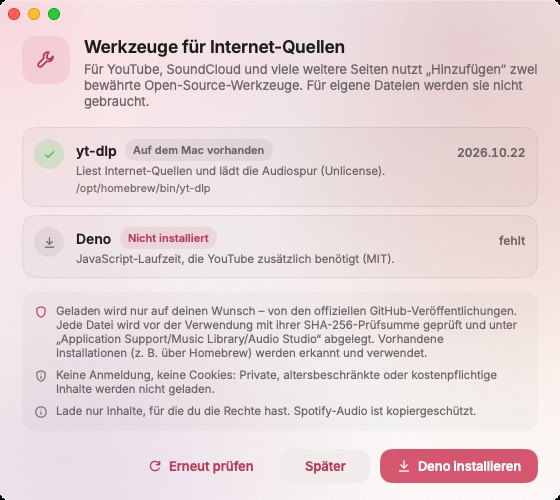 Werkzeuge für Internet-Quellen
Für YouTube, SoundCloud und viele weitere Seiten nutzt „Hinzufügen“ zwei
bewährte Open-Source-Werkzeuge. Für eigene Dateien werden sie nicht
gebraucht.
yt-dlp Auf dem Mac vorhanden 2026.10.22
Liest Internet-Quellen und lädt die Audiospur (Unlicense).
/opt/homebrew/bin/yt-dlp
Deno Nicht installiert fehlt
JavaScript-Laufzeit, die YouTube zusätzlich benötigt (MIT).
Geladen wird nur auf deinen Wunsch – von den offiziellen GitHub-Veröffentlichungen.
Jede Datei wird vor der Verwendung mit ihrer SHA-256-Prüfsumme geprüft und unter
„Application Support/Music Library/Audio Studio“ abgelegt. Vorhandene
Installationen (z. B. über Homebrew) werden erkannt und verwendet.
Keine Anmeldung, keine Cookies: Private, altersbeschränkte oder kostenpflichtige
Inhalte werden nicht geladen.
Lade nur Inhalte, für die du die Rechte hast. Spotify-Audio ist kopiergeschützt.
Erneut prüfen Später Deno installieren